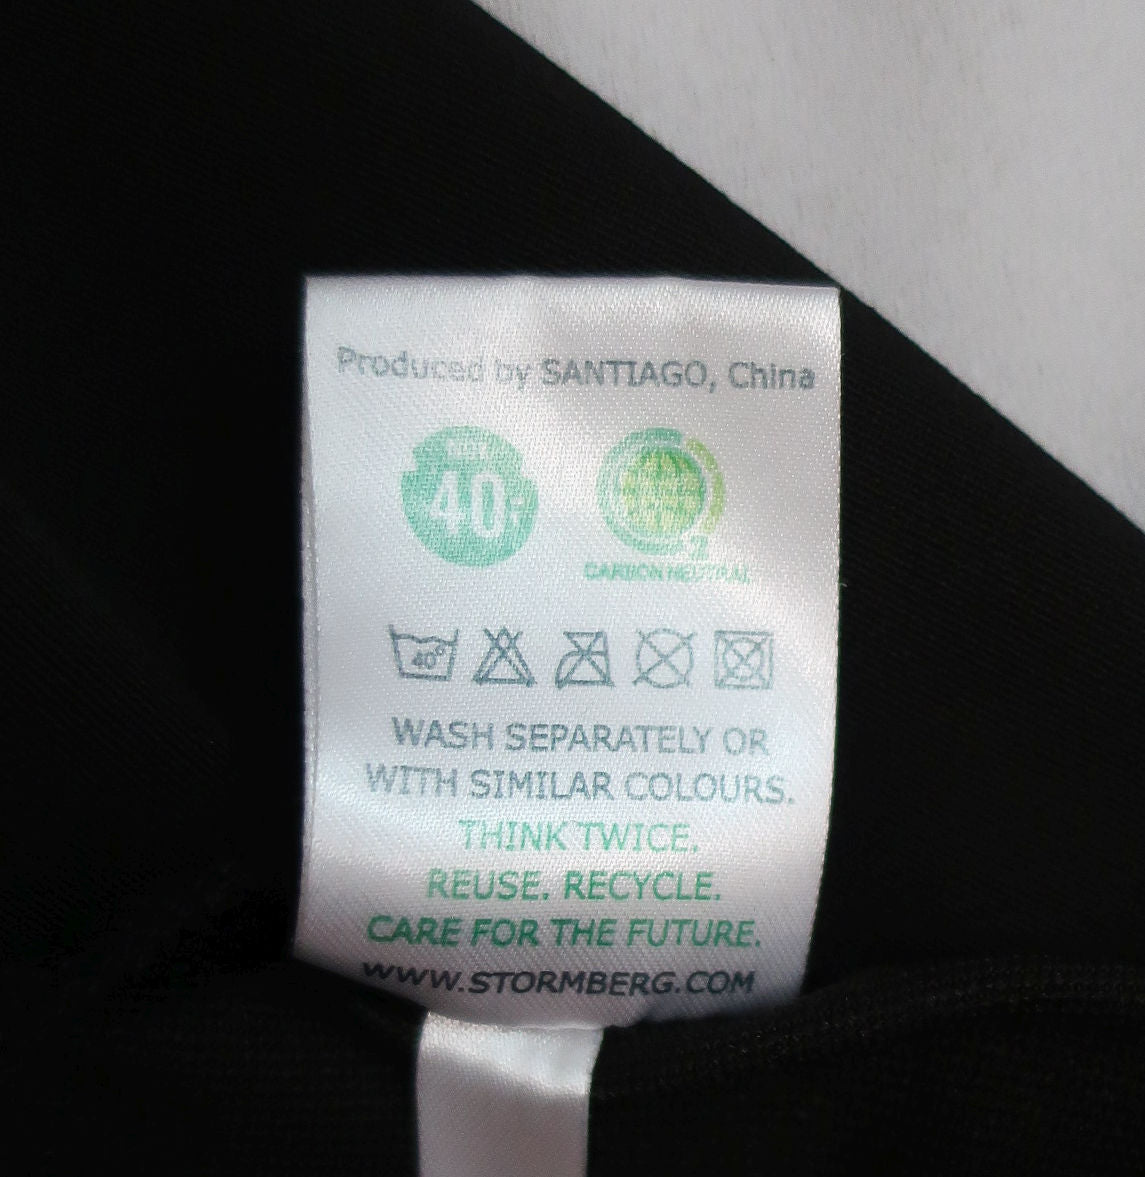 Produced by SANTIAGO, China
40
CARBON NEUTRAL
40°
WASH SEPARATELY OR
WITH SIMILAR COLOURS.
THINK TWICE.
REUSE. RECYCLE.
CARE FOR THE FUTURE.
WWW.STORMBERG.COM